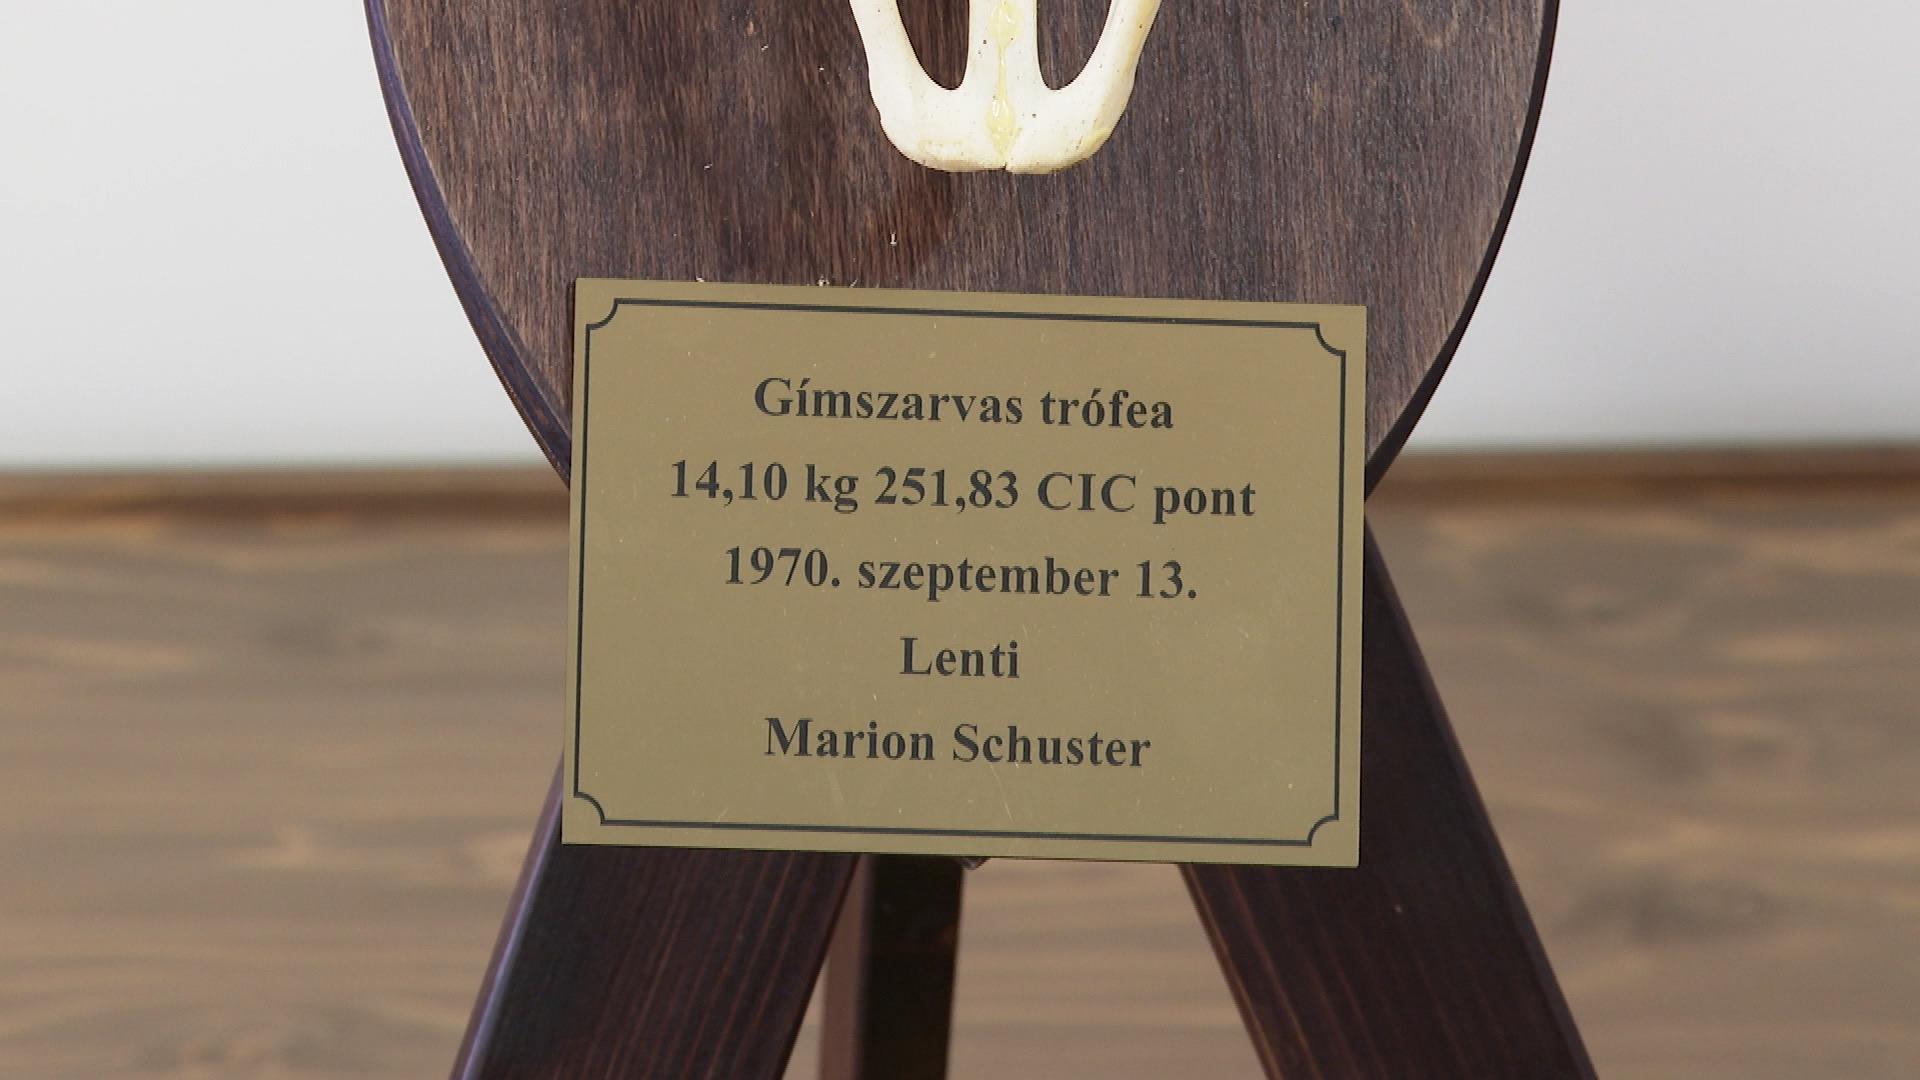 Gímszarvas trófea
14,10 kg 251,83 CIC pont
1970. szeptember 13.
Lenti
Marion Schuster